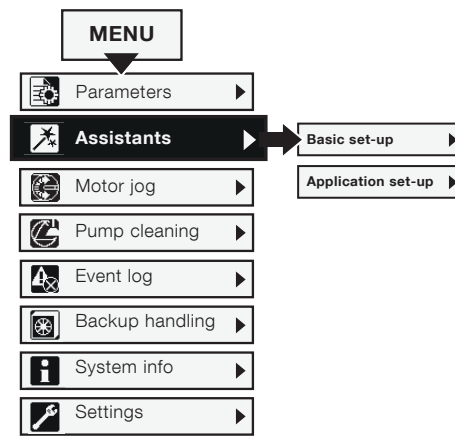 MENU
Parameters
Assistants
Basic set-up
Application set-up
Motor jog
Pump cleaning
Event log
Backup handling
System info
Settings